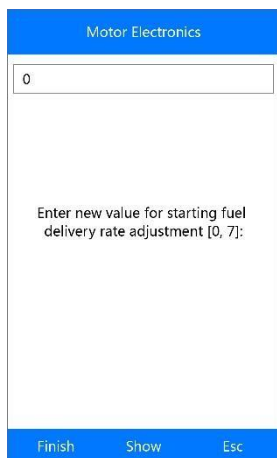 Motor Electronics
0
Enter new value for starting fuel
delivery rate adjustment [0, 7]:
Finish Show Esc